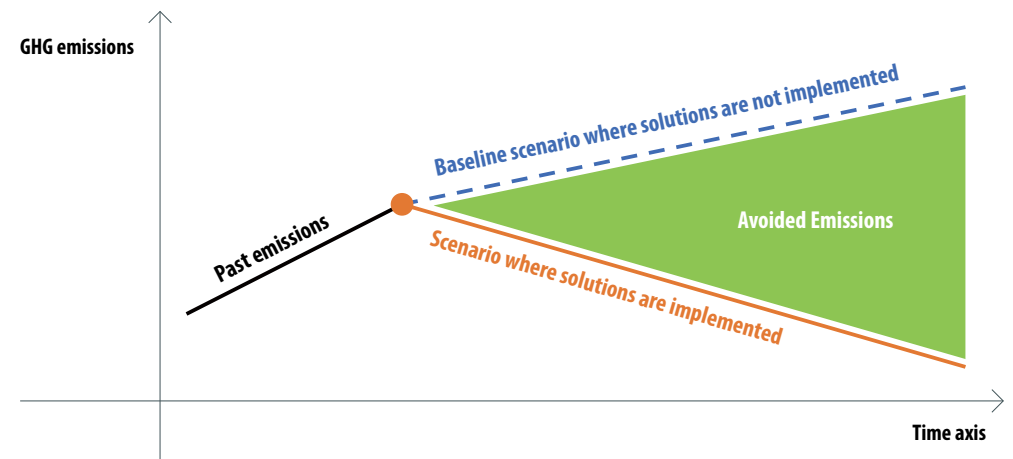 GHG emissions
Baseline scenario where solutions are not implemented
Past emissions
Avoided Emissions
Scenario where solutions are implemented
Time axis